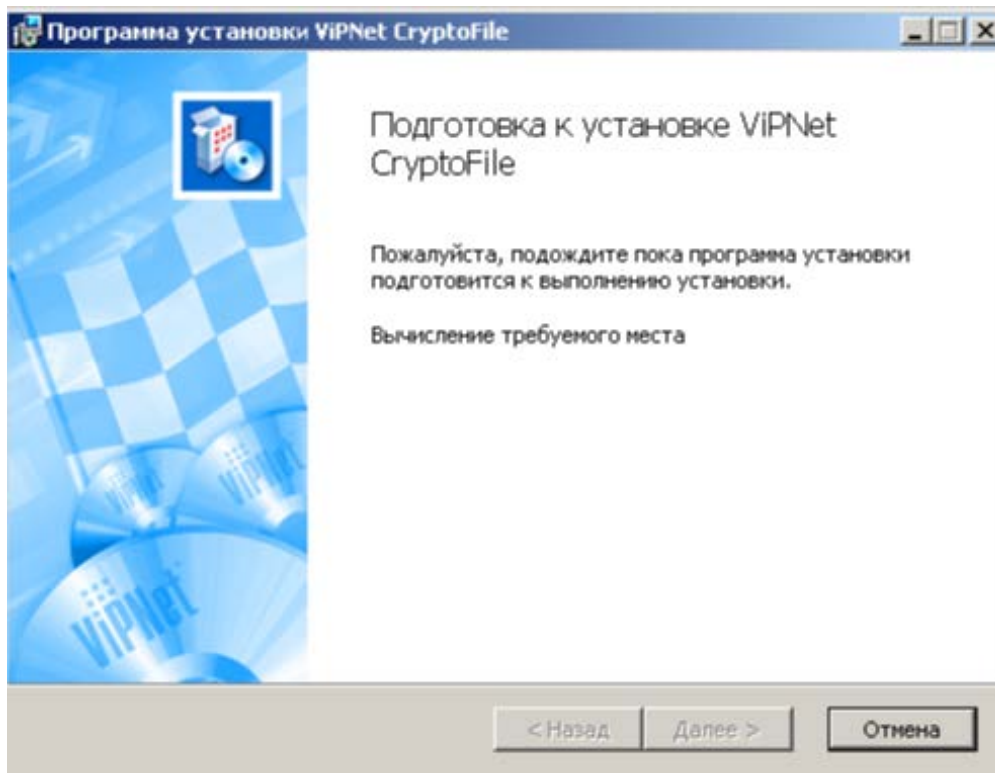 Программа установки ViPNet CryptoFile
Подготовка к установке ViPNet
CryptoFile
Пожалуйста, подождите пока программа установки
подготовится к выполнению установки.
Вычисление требуемого места
ViPNet
ViPNet
ViPNet
< Назад
Далее >
Отмена